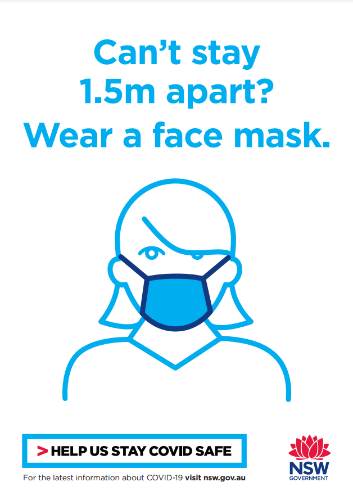 Can't stay
1.5m apart?
Wear a face mask.
> HELP US STAY COVID SAFE
For the latest information about COVID-19 visit nsw.gov.au
NSW
GOVERNMENT